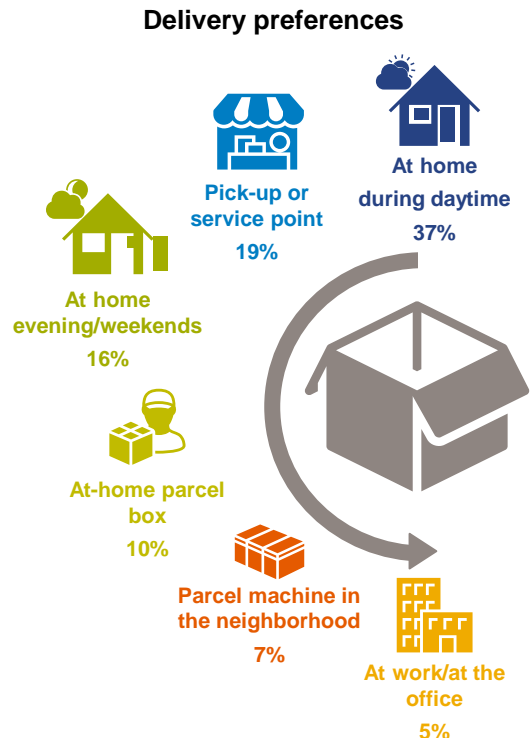 Delivery preferences
At home
during daytime
37%
Pick-up or
service point
19%
At home
evening/weekends
16%
At-home parcel
box
10%
Parcel machine in
the neighborhood
7%
At work/at the
office
5%